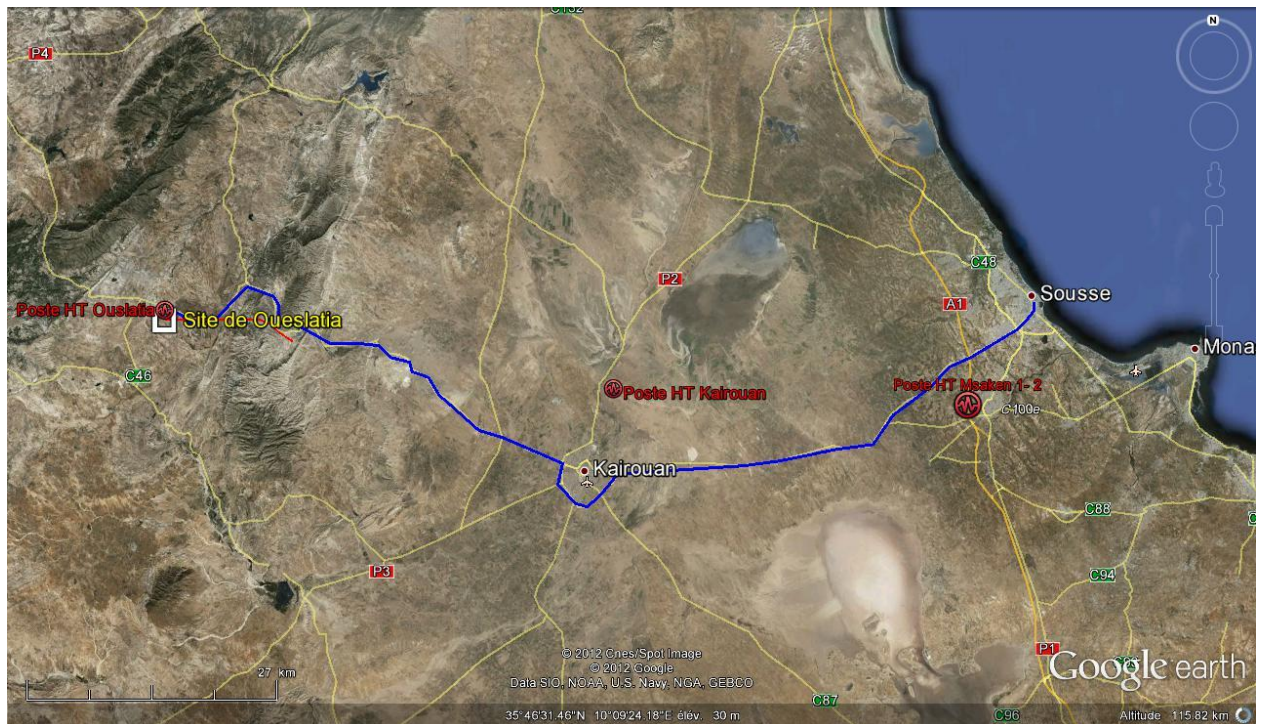 C132
N
P4
P2
C48
A1
Sousse
Poste HT Ouslatia
Site de Oueslatia
Mona
C46
Poste HT Kairouan
Poste HT Msaken 1- 2
C100e
Kairouan
C88
P3
C94
P1
© 2012 Cnes/Spot Image
© 2012 Google
Data SIO, NOAA, U.S. Navy, NGA, GEBCO
27 km
Google earth
C87
C96
35°46'31.46"N 10°09'24.18"E élév. 30 m
Altitude 115.82 km